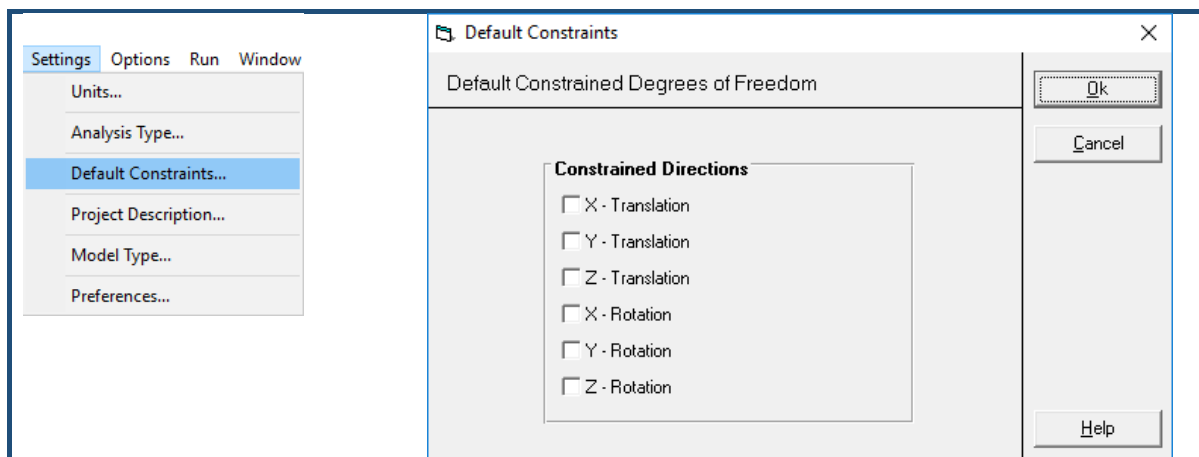 Settings Options Run Window
Units...
Analysis Type...
Default Constraints...
Project Description...
Model Type...
Preferences...
Default Constraints
Default Constrained Degrees of Freedom
Ok
Cancel
Constrained Directions
X - Translation
Y - Translation
Z - Translation
X - Rotation
Y - Rotation
Z - Rotation
Help